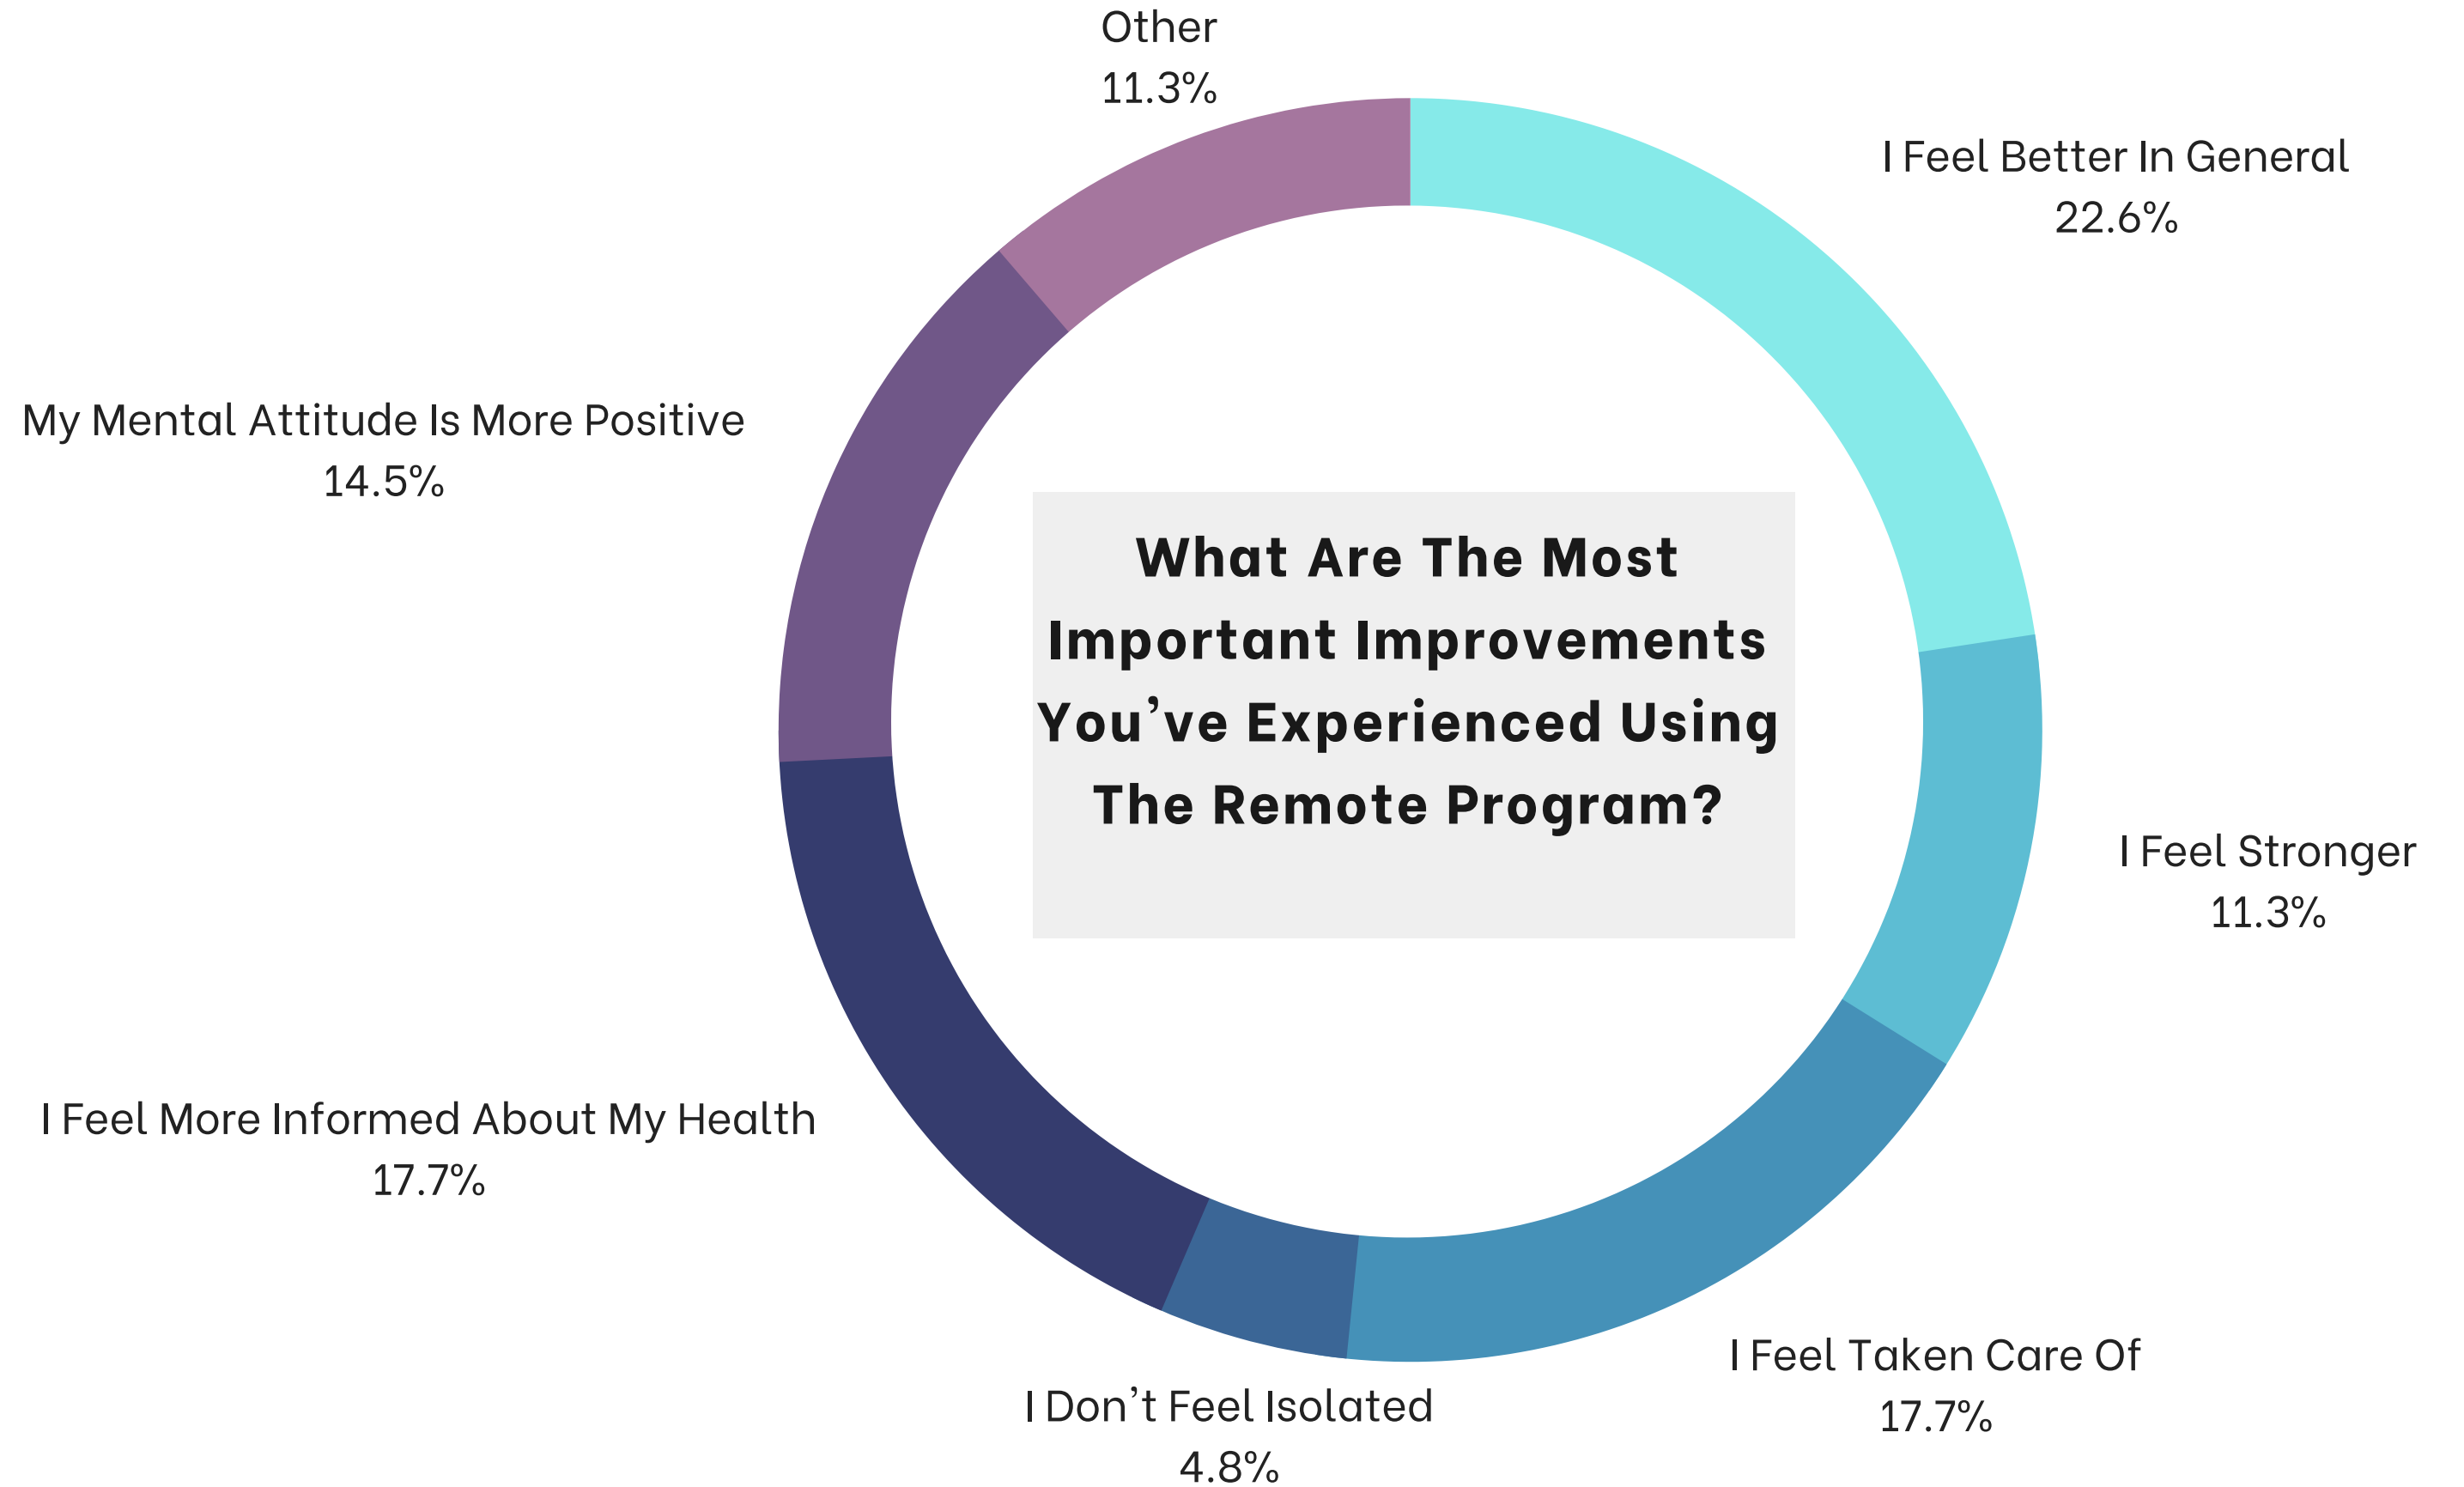 Other
11.3%
I Feel Better In General
22.6%
My Mental Attitude Is More Positive
14.5%
What Are The Most
Important Improvements
You’ve Experienced Using
The Remote Program?
I Feel Stronger
11.3%
I Feel More Informed About My Health
17.7%
I Feel Taken Care Of
17.7%
I Don’t Feel Isolated
4.8%